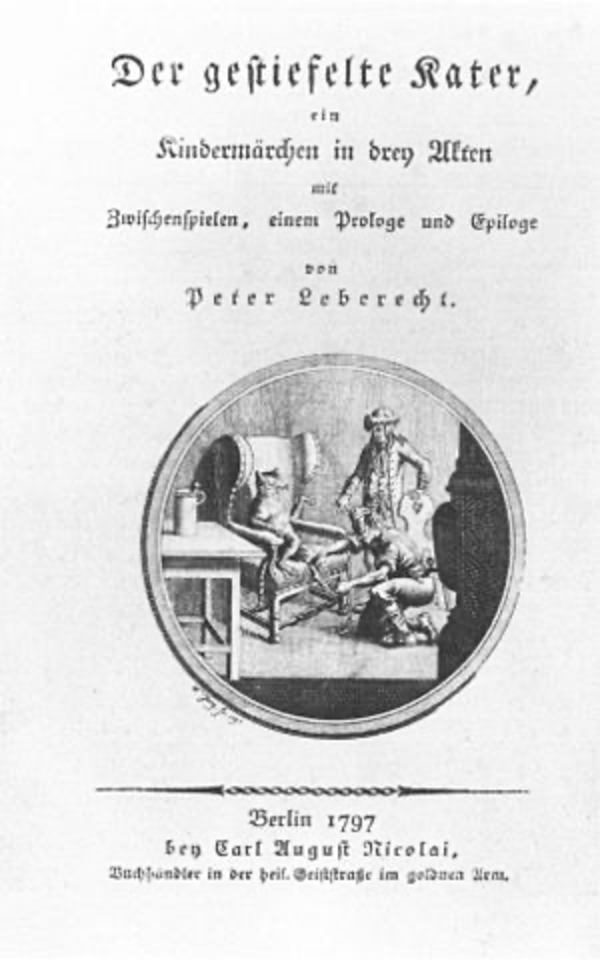 Der gestiefelte Kater,
ein
Kindermärchen in drey Akten
mit
Zwischenspielen, einem Prologe und Epiloge
von
Peter Leberecht.
Berlin 1797
bey Carl August Nicolai,
Buchhändler in der heil. Geiststraße im goldnen Arm.